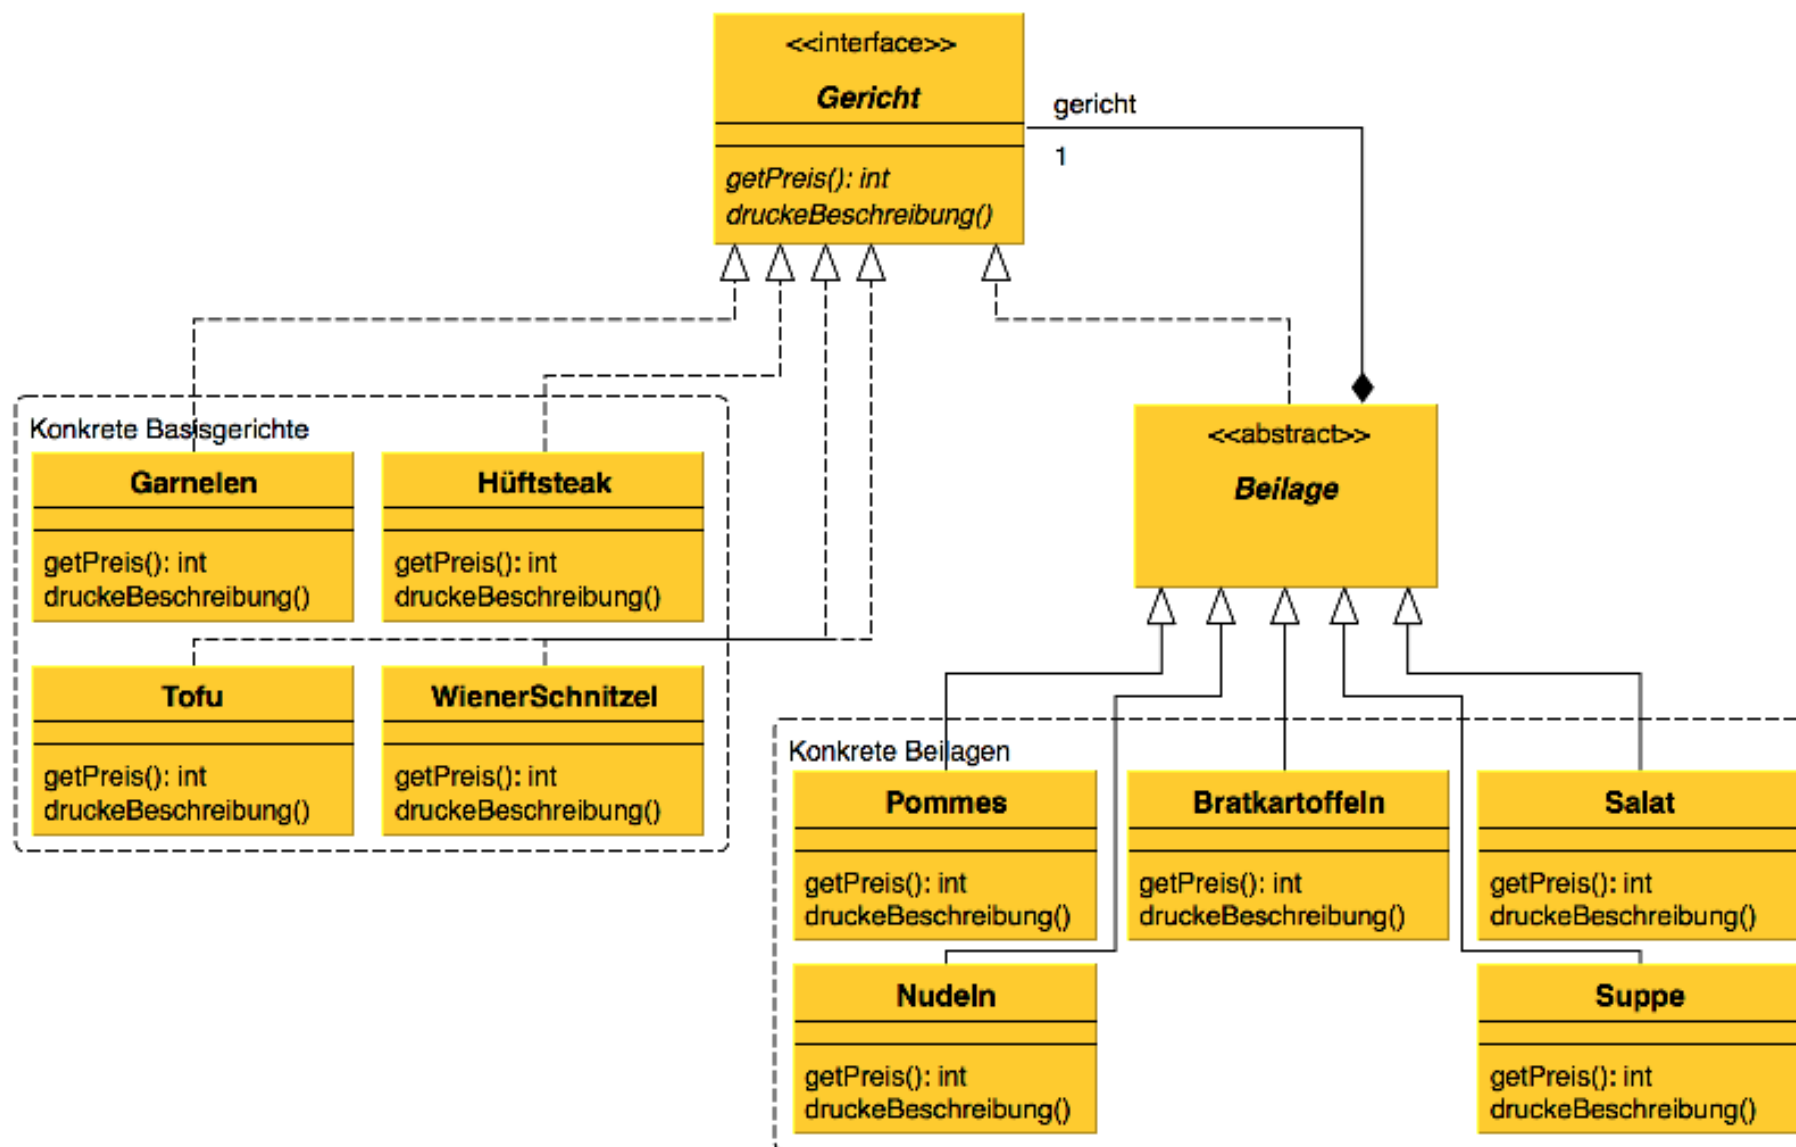 <<interface>>
Gericht
getPreis(): int
druckeBeschreibung()
gericht
1
Konkrete Basisgerichte
Garnelen
getPreis(): int
druckeBeschreibung()
Hüftsteak
getPreis(): int
druckeBeschreibung()
Tofu
getPreis(): int
druckeBeschreibung()
WienerSchnitzel
getPreis(): int
druckeBeschreibung()
<<abstract>>
Beilage
Konkrete Beilagen
Pommes
getPreis(): int
druckeBeschreibung()
Bratkartoffeln
getPreis(): int
druckeBeschreibung()
Salat
getPreis(): int
druckeBeschreibung()
Nudeln
getPreis(): int
druckeBeschreibung()
Suppe
getPreis(): int
druckeBeschreibung()